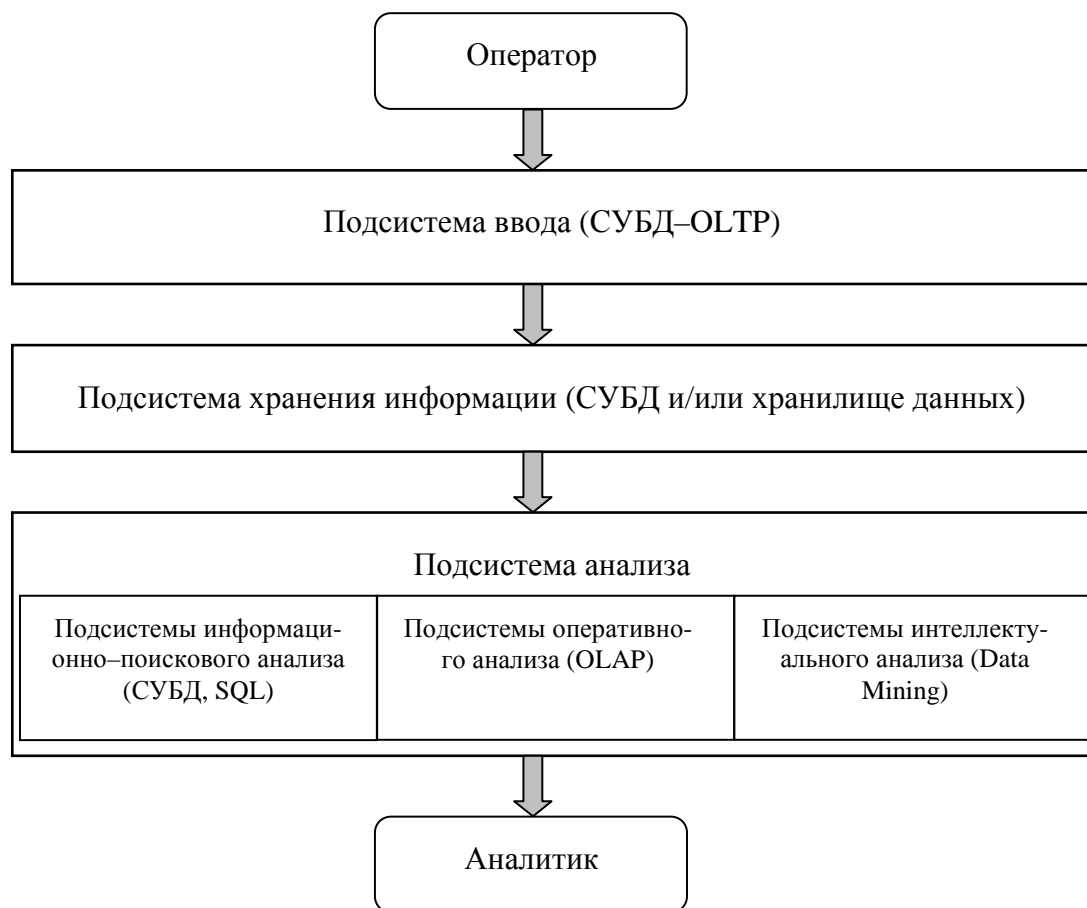 Оператор
Подсистема ввода (СУБД–OLTP)
Подсистема хранения информации (СУБД и/или хранилище данных)
Подсистема анализа
Подсистемы информаци-
онно–поискового анализа
(СУБД, SQL)
Подсистемы оперативно-
го анализа (OLAP)
Подсистемы интеллекту-
ального анализа (Data
Mining)
Аналитик